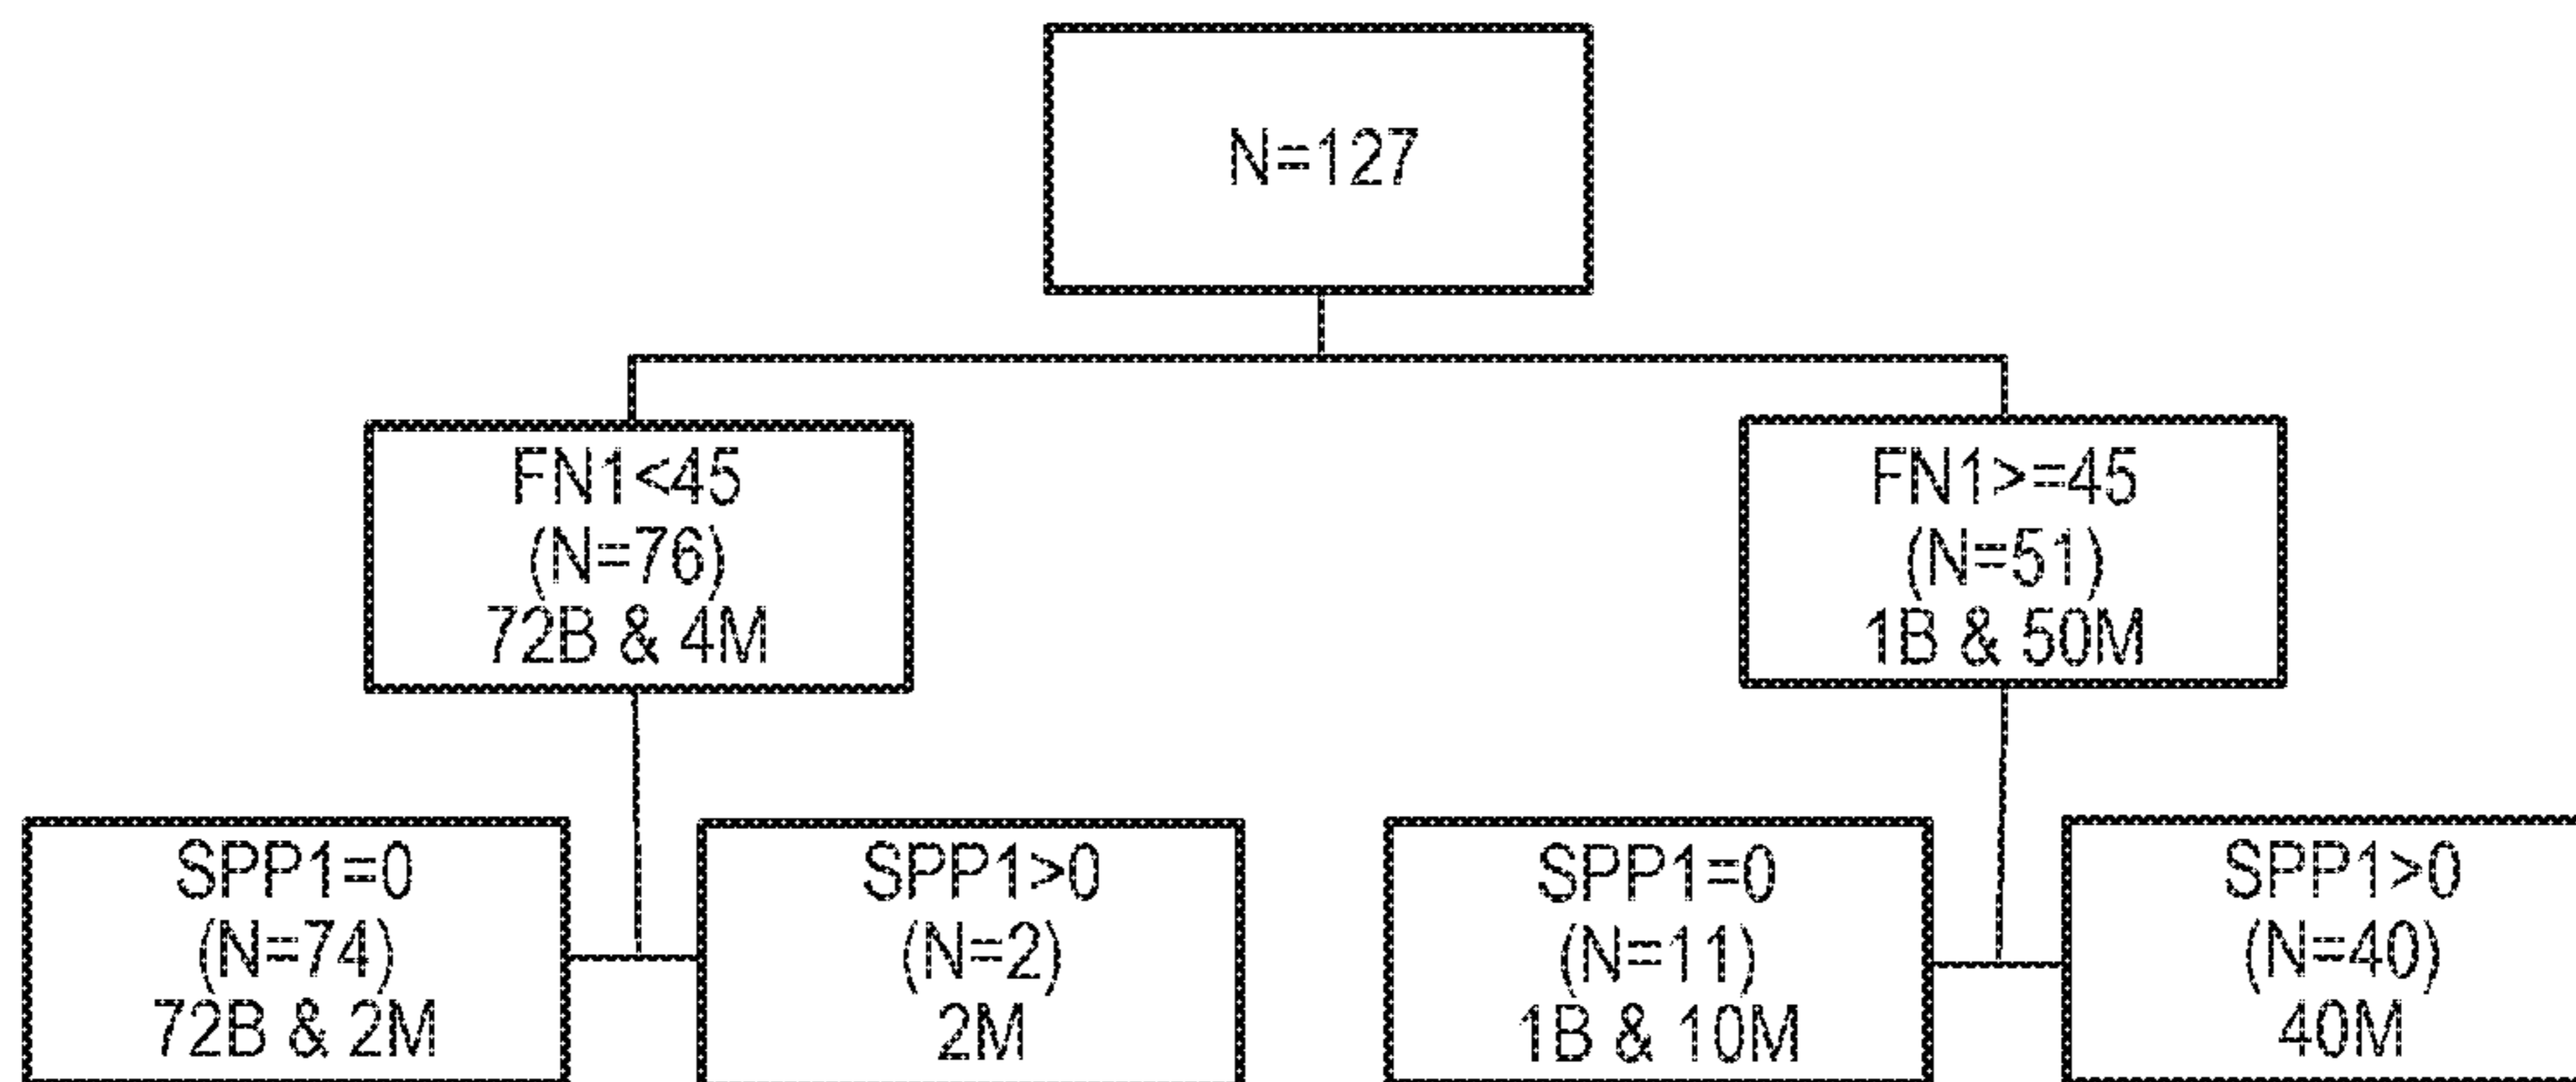 N=127
FN1<45
(N=76)
72B & 4M
FN1>=45
(N=51)
1B & 50M
SPP1=0
(N=74)
72B & 2M
SPP1>0
(N=2)
2M
SPP1=0
(N=11)
1B & 10M
SPP1>0
(N=40)
40M